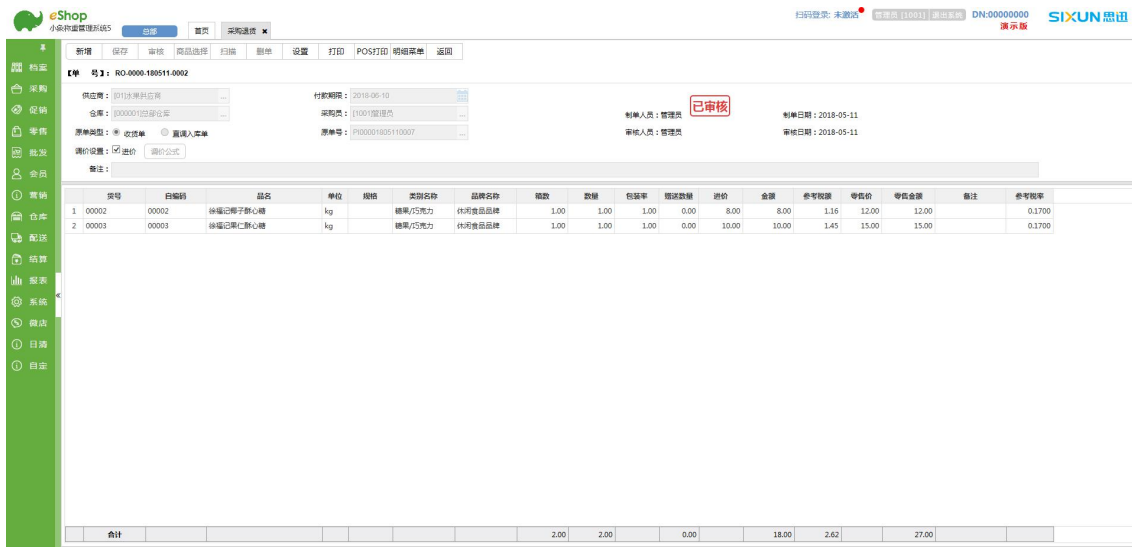 eShop
小象称重管理系统5
总部
首页
采购退货 ×
扫码登录: 未激活
管理员 [1001] 退出系统
DN:00000000
演示版
SIXUN思迅
新增 保存 审核 商品选择 扫描 删单 设置 打印 POS打印 明细菜单 返回
档案
采购
促销
零售
批发
会员
营销
仓库
配送
结算
报表
系统
微店
日清
自定
【单 号】: RO-0000-180511-0002
供应商: [01]水果供应商 ... 付款期限: 2018-06-10
仓库: [000001]总部仓库 ... 采购员: [1001]管理员 ... 制单人员: 管理员 已审核 制单日期: 2018-05-11
原单类型: 收货单 直调入库单 原单号: PI00001805110007 ... 审核人员: 管理员 审核日期: 2018-05-11
调价设置: 进价 调价公式
备注:
货号 自编码 品名 单位 规格 类别名称 品牌名称 箱数 数量 包装率 赠送数量 进价 金额 参考税额 零售价 零售金额 备注 参考税率
1 00002 00002 徐福记椰子酥心糖 kg 糖果/巧克力 休闲食品品牌 1.00 1.00 1.00 0.00 8.00 8.00 1.16 12.00 12.00 0.1700
2 00003 00003 徐福记果仁酥心糖 kg 糖果/巧克力 休闲食品品牌 1.00 1.00 1.00 0.00 10.00 10.00 1.45 15.00 15.00 0.1700
合计 2.00 2.00 0.00 18.00 2.62 27.00